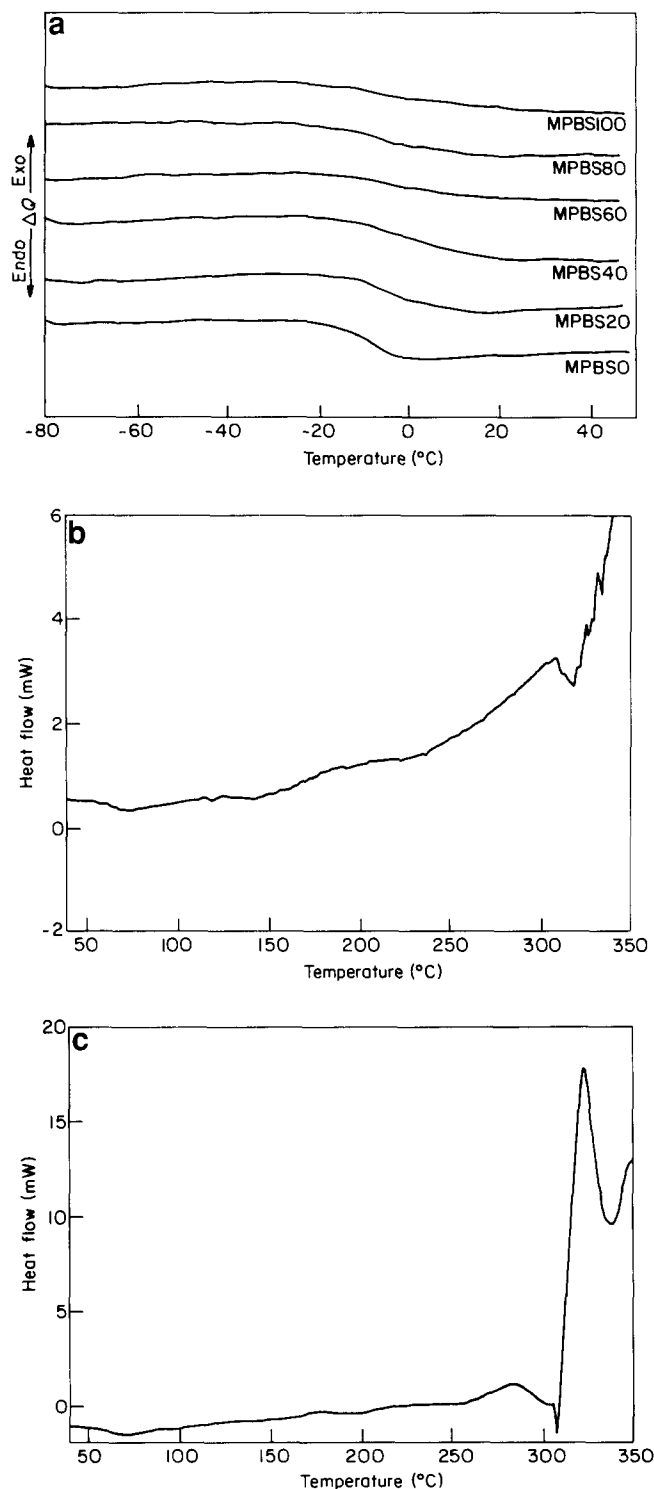 a
MPBS100
MPBS80
MPBS60
MPBS40
MPBS20
MPBS0
Endo ΔQ Exo
-80 -60 -40 -20 0 20 40
Temperature (°C)
b
6
4
2
0
-2
Heat flow (mW)
50 100 150 200 250 300 350
Temperature (°C)
c
20
15
10
5
0
Heat flow (mW)
50 100 150 200 250 300 350
Temperature (°C)